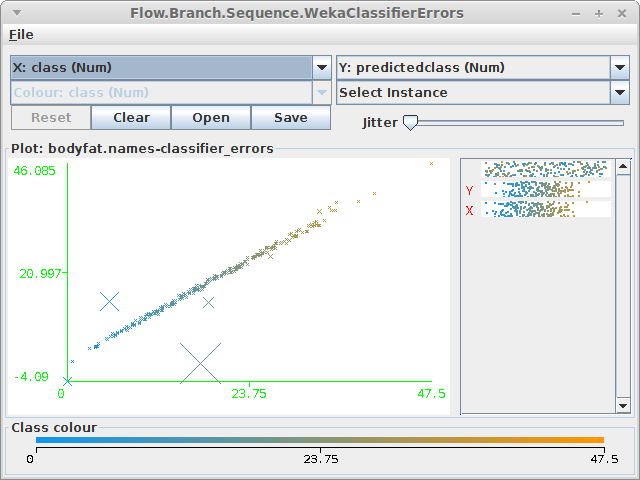 Flow.Branch.Sequence.WekaClassifierErrors
File
X: class (Num) Y: predictedclass (Num)
Colour: class (Num) Select Instance
Reset Clear Open Save Jitter
Plot: bodyfat.names-classifier_errors
46.085
20.997
-4.09
0 23.75 47.5
Y
X
Class colour
0 23.75 47.5